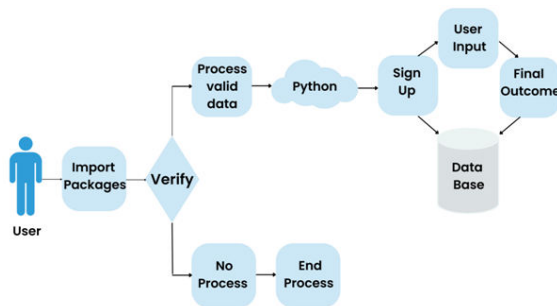 User
Import
Packages
Verify
Process
valid
data
Python
Sign
Up
User
Input
Final
Outcome
Data
Base
No
Process
End
Process